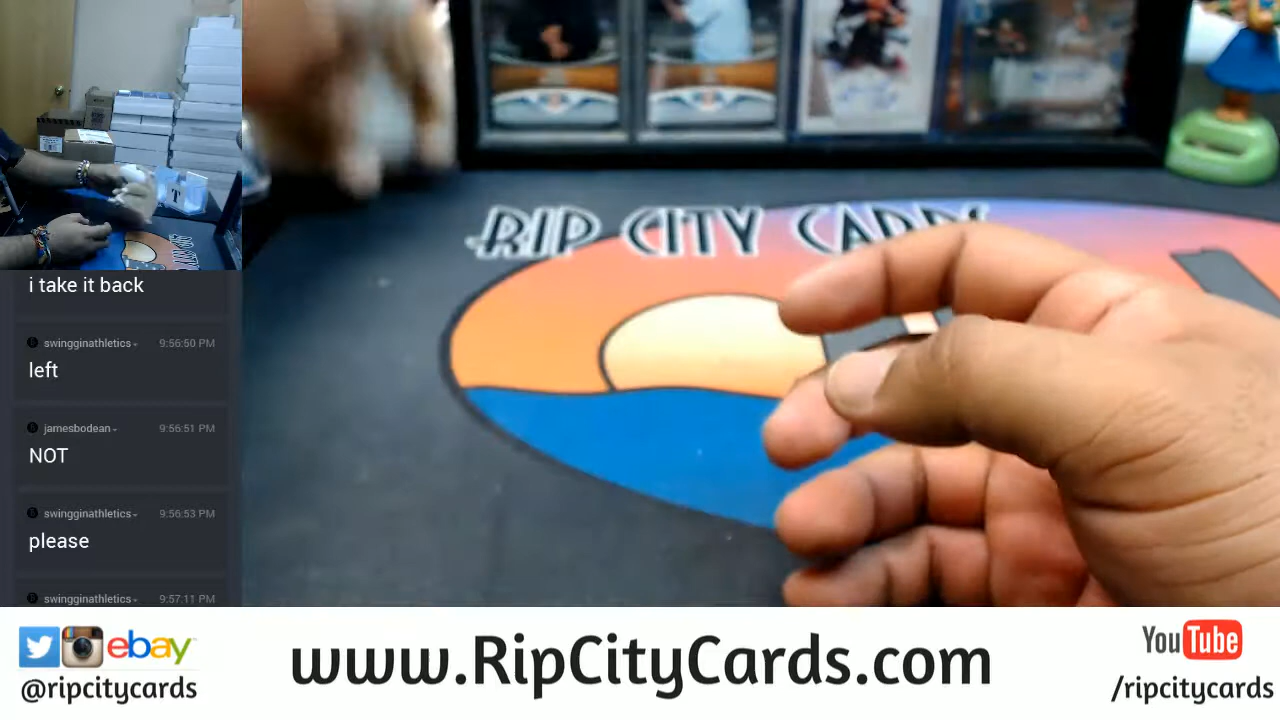 RIP CITY CARDS
T
i take it back
swingginathletics 9:56:50 PM
left
jamesbodean 9:56:51 PM
NOT
swingginathletics 9:56:53 PM
please
swingginathletics 9:57:11 PM
ebay
@ripcitycards
www.RipCityCards.com
YouTube
/ripcitycards